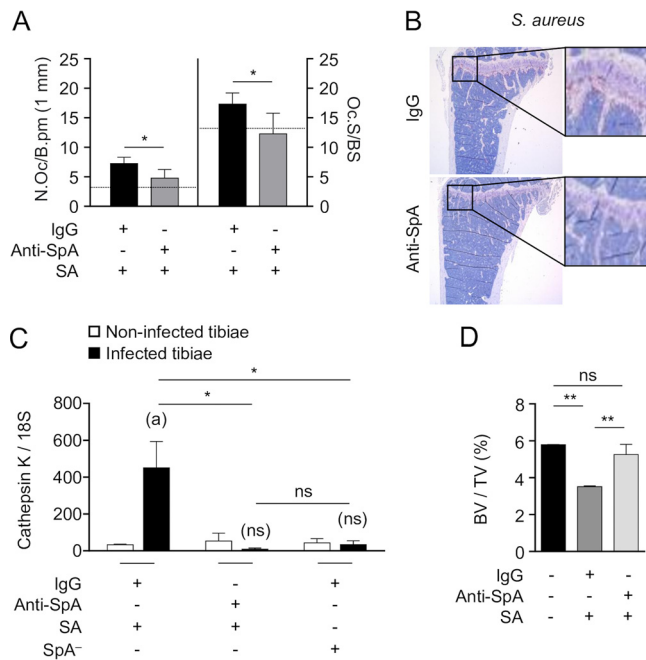 A
N.Oc/B.pm (1 mm)
25
20
15
10
5
0
*
*
25
20
15
10
5
0
Oc.S/BS
IgG + - + -
Anti-SpA - + - +
SA + + + +
B
S. aureus
IgG
Anti-SpA
C
Non-infected tibiae
Infected tibiae
Cathepsin K / 18S
800
600
400
200
0
*
*
(a)
ns
(ns)
(ns)
IgG + - +
Anti-SpA - + -
SA + + -
SpA⁻ - - +
D
BV / TV (%)
8
6
4
2
0
ns
**
**
IgG - + -
Anti-SpA - - +
SA - + +